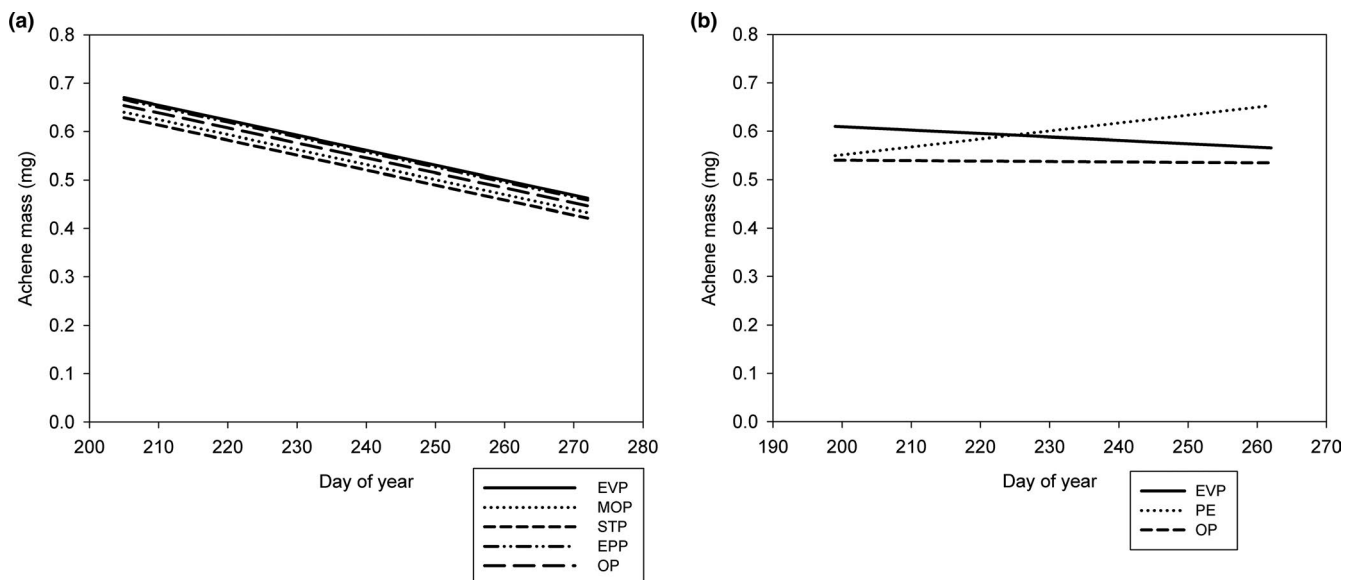 (a)
0.8
0.7
0.6
0.5
0.4
0.3
0.2
0.1
0.0
Achene mass (mg)
200 210 220 230 240 250 260 270 280
Day of year
EVP
MOP
STP
EPP
OP
(b)
0.8
0.7
0.6
0.5
0.4
0.3
0.2
0.1
0.0
Achene mass (mg)
190 200 210 220 230 240 250 260 270
Day of year
EVP
PE
OP